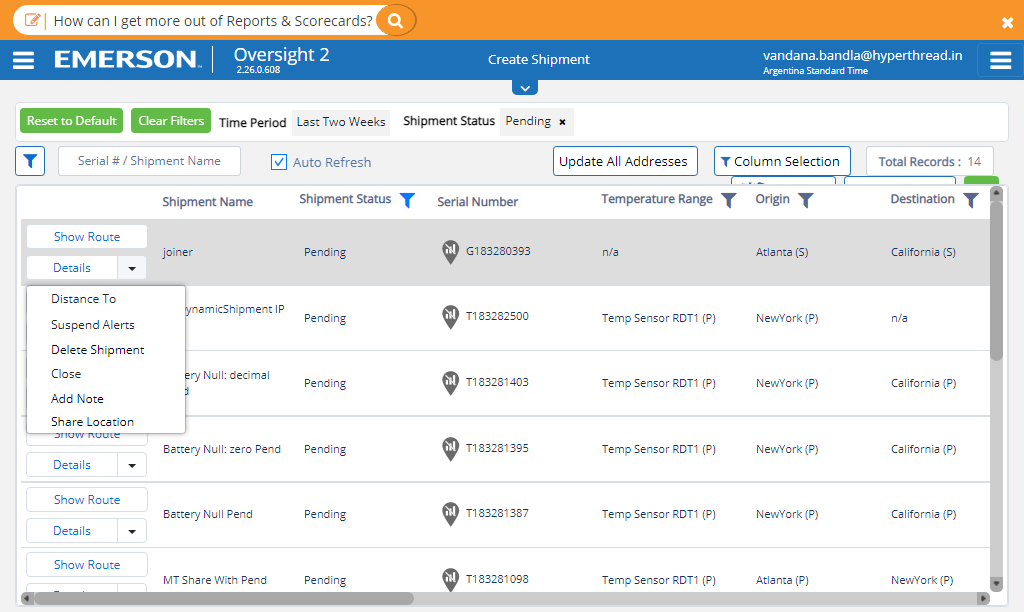 How can I get more out of Reports & Scorecards?
EMERSON
Oversight 2
2.26.0.608
Create Shipment
vandana.bandla@hyperthread.in
Argentina Standard Time
Reset to Default
Clear Filters
Time Period
Last Two Weeks
Shipment Status
Pending ×
Serial # / Shipment Name
Auto Refresh
Update All Addresses
Column Selection
Total Records : 14
Shipment Name
Shipment Status
Serial Number
Temperature Range
Origin
Destination
Show Route
Details
joiner
Pending
G183280393
n/a
Atlanta (S)
California (S)
Distance To
Suspend Alerts
Delete Shipment
Close
Add Note
Share Location
ynamicShipment IP
Pending
T183282500
Temp Sensor RDT1 (P)
NewYork (P)
n/a
ery Null: decimal
d
Pending
T183281403
Temp Sensor RDT1 (P)
NewYork (P)
California (P)
Show Route
Details
Battery Null: zero Pend
Pending
T183281395
Temp Sensor RDT1 (P)
NewYork (P)
California (P)
Show Route
Details
Battery Null Pend
Pending
T183281387
Temp Sensor RDT1 (P)
NewYork (P)
California (P)
Show Route
MT Share With Pend
Pending
T183281098
Temp Sensor RDT1 (P)
Atlanta (P)
NewYork (P)